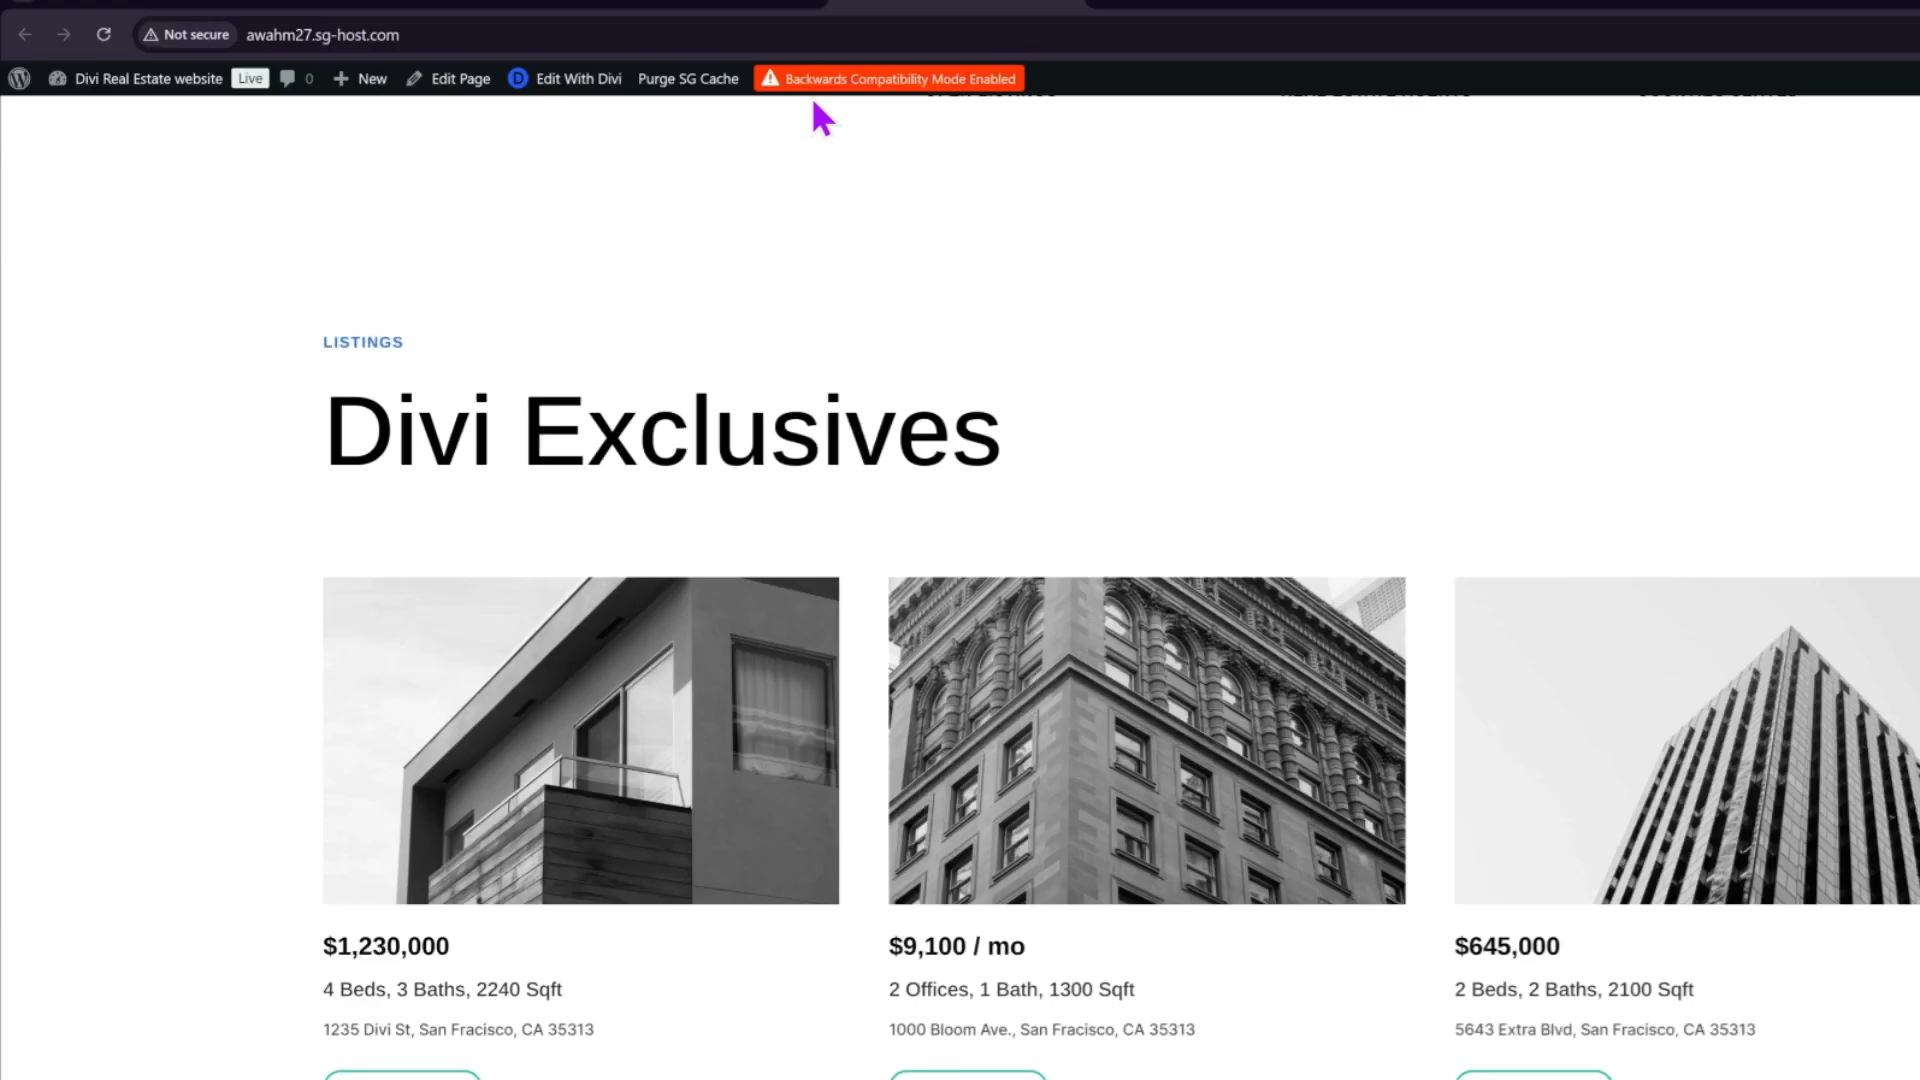 Not secure awahm27.sg-host.com
Divi Real Estate website Live 0 New Edit Page Edit With Divi Purge SG Cache Backwards Compatibility Mode Enabled
LISTINGS
Divi Exclusives
$1,230,000
4 Beds, 3 Baths, 2240 Sqft
1235 Divi St, San Fracisco, CA 35313
$9,100 / mo
2 Offices, 1 Bath, 1300 Sqft
1000 Bloom Ave., San Fracisco, CA 35313
$645,000
2 Beds, 2 Baths, 2100 Sqft
5643 Extra Blvd, San Fracisco, CA 35313